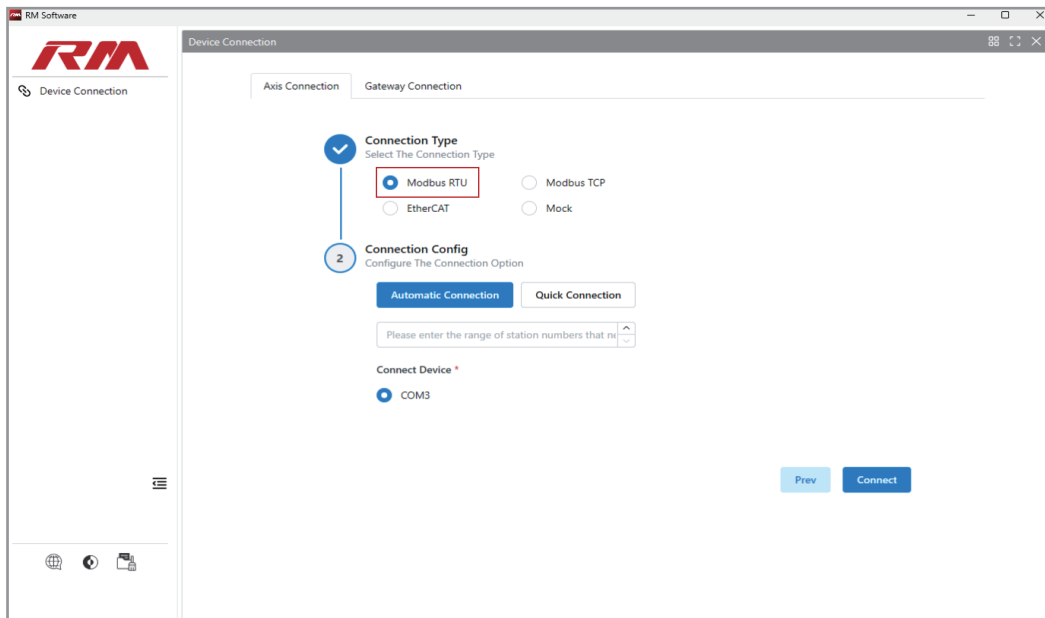 RM Software
RM
Device Connection
Device Connection
Axis Connection
Gateway Connection
Connection Type
Select The Connection Type
Modbus RTU
Modbus TCP
EtherCAT
Mock
2
Connection Config
Configure The Connection Option
Automatic Connection
Quick Connection
Please enter the range of station numbers that
Connect Device *
COM3
Prev
Connect